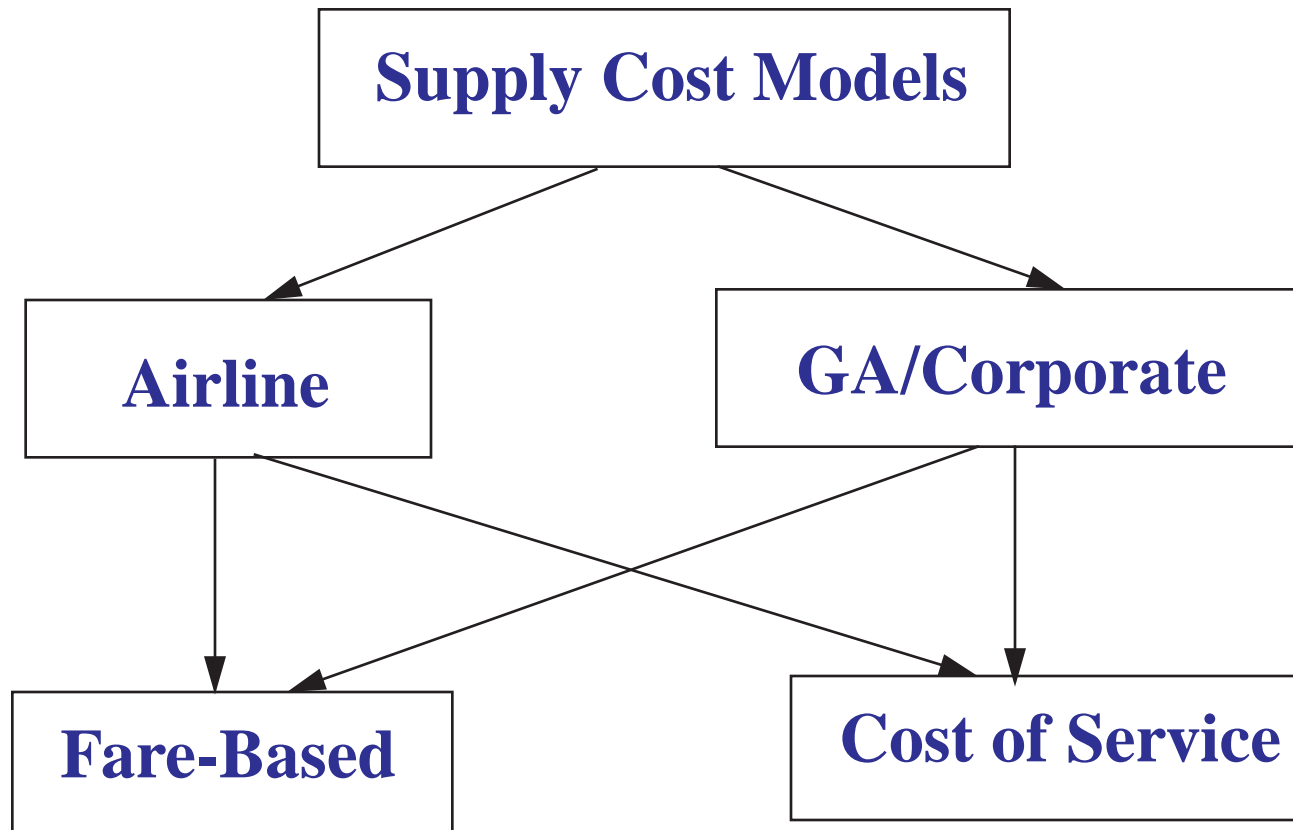 Supply Cost Models
Airline
GA/Corporate
Fare-Based
Cost of Service